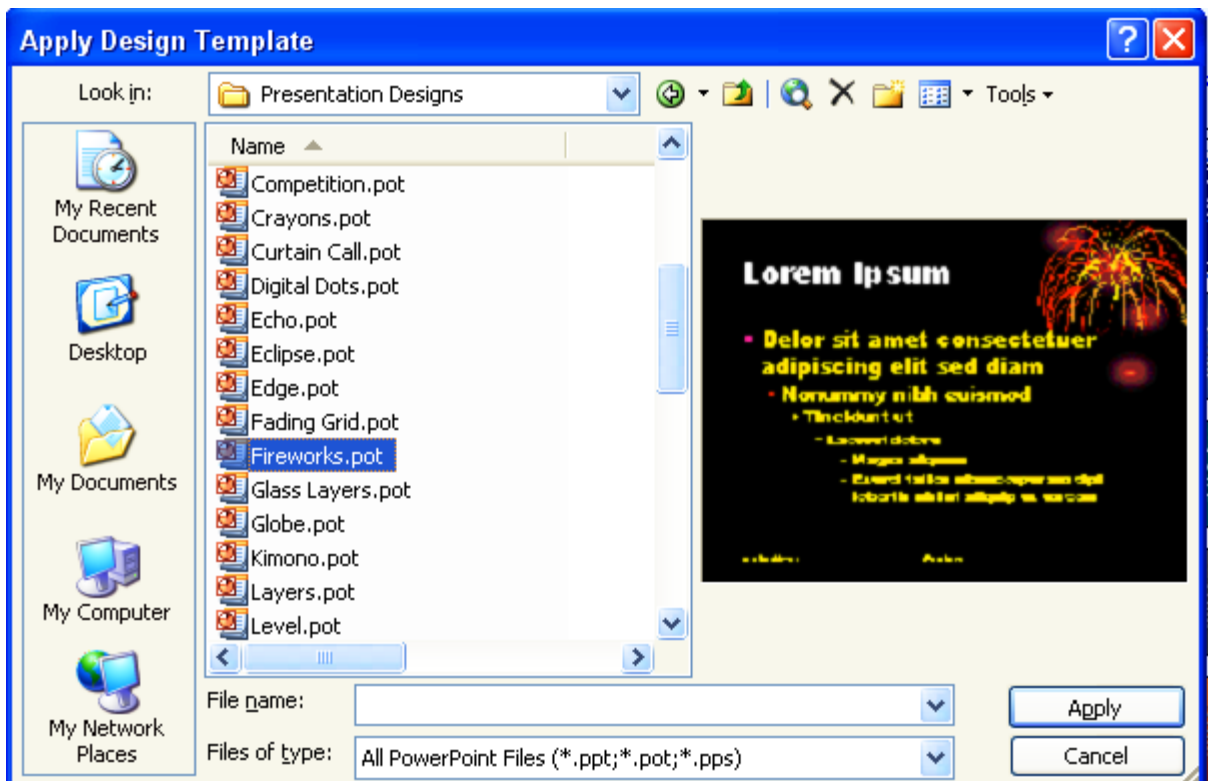 Apply Design Template
Look in:
Presentation Designs
Tools
My Recent
Documents
Desktop
My Documents
My Computer
My Network
Places
Name
Competition.pot
Crayons.pot
Curtain Call.pot
Digital Dots.pot
Echo.pot
Eclipse.pot
Edge.pot
Fading Grid.pot
Fireworks.pot
Glass Layers.pot
Globe.pot
Kimono.pot
Layers.pot
Level.pot
Lorem Ipsum
Delor sit amet consectetuer
adipiscing elit sed diam
Nonummy nibh euismod
Tincidunt ut
File name:
Files of type:
All PowerPoint Files (*.ppt;*.pot;*.pps)
Apply
Cancel